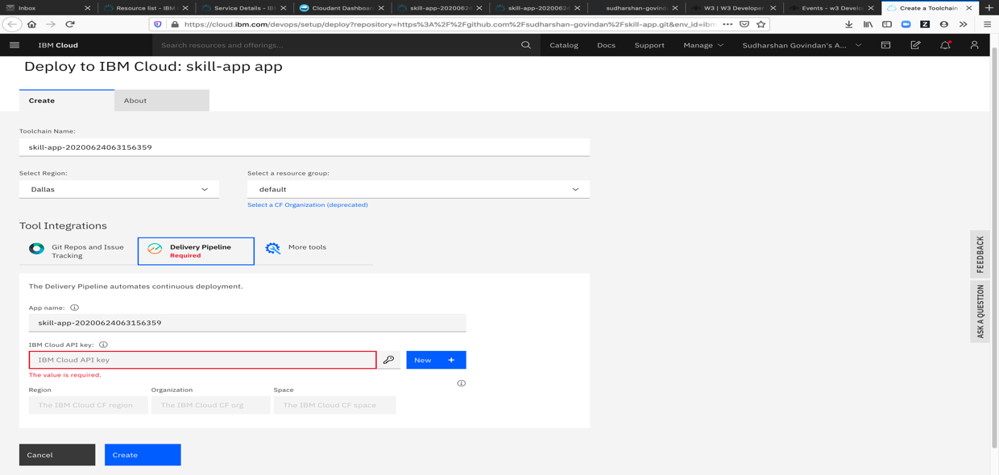 Inbox
Resource list - IBM
Service Details - IBM
Cloudant Dashboard
skill-app-2020062
skill-app-2020062
sudharshan-govind
W3 | W3 Developer
Events - w3 Develo
Create a Toolchain -
https://cloud.ibm.com/devops/setup/deploy?repository=https%3A%2F%2Fgithub.com%2Fsudharshan-govindan%2Fskill-app.git&env_id=ibm
IBM Cloud
Search resources and offerings...
Catalog
Docs
Support
Manage
Sudharshan Govindan's A...
Deploy to IBM Cloud: skill-app app
Create
About
Toolchain Name:
skill-app-20200624063156359
Select Region:
Select a resource group:
Dallas
default
Select a CF Organization (deprecated)
Tool Integrations
Git Repos and Issue
Tracking
Delivery Pipeline
Required
More tools
The Delivery Pipeline automates continuous deployment.
App name:
skill-app-20200624063156359
IBM Cloud API key:
IBM Cloud API key
New +
The value is required.
Region
Organization
Space
The IBM Cloud CF region
The IBM Cloud CF org
The IBM Cloud CF space
Cancel
Create
FEEDBACK
ASK A QUESTION